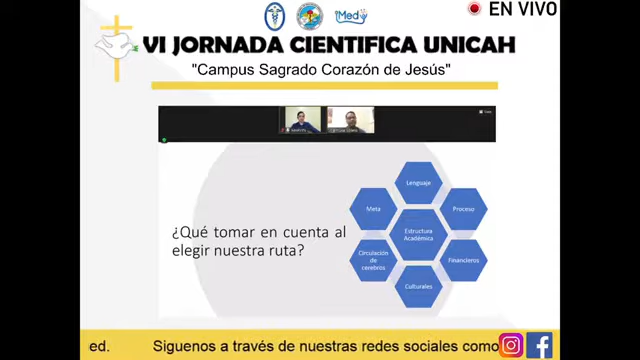 EN VIVO
iMedu
VI JORNADA CIENTIFICA UNICAH
"Campus Sagrado Corazón de Jesús"
¿Qué tomar en cuenta al
elegir nuestra ruta?
Lenguaje
Meta
Proceso
Estructura
Académica
Circulación
de
cerebros
Financieros
Culturales
ed. Siguenos a través de nuestras redes sociales como